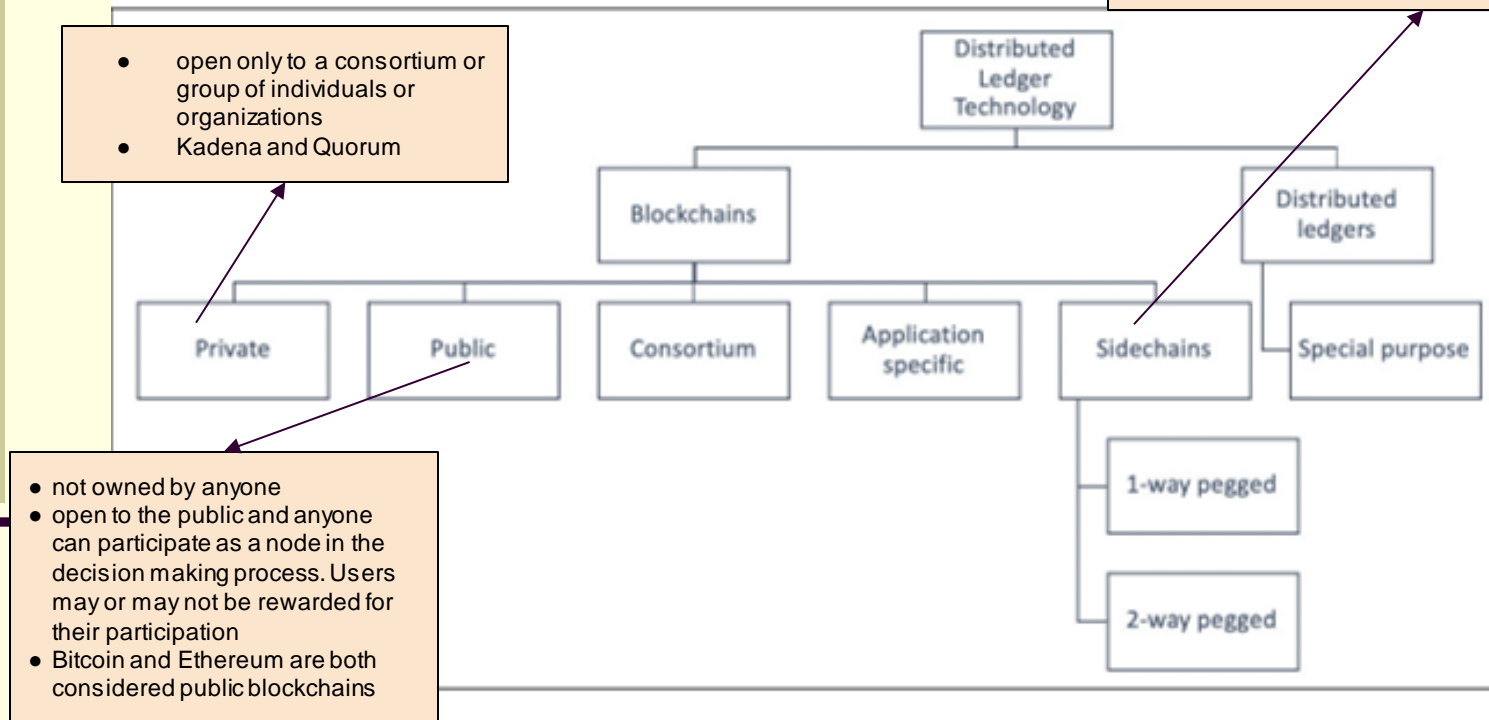 ● open only to a consortium or
group of individuals or
organizations
● Kadena and Quorum
Distributed
Ledger
Technology
Blockchains
Distributed
ledgers
Private
Public
Consortium
Application
specific
Sidechains
Special purpose
1-way pegged
2-way pegged
● not owned by anyone
● open to the public and anyone
can participate as a node in the
decision making process. Users
may or may not be rewarded for
their participation
● Bitcoin and Ethereum are both
considered public blockchains